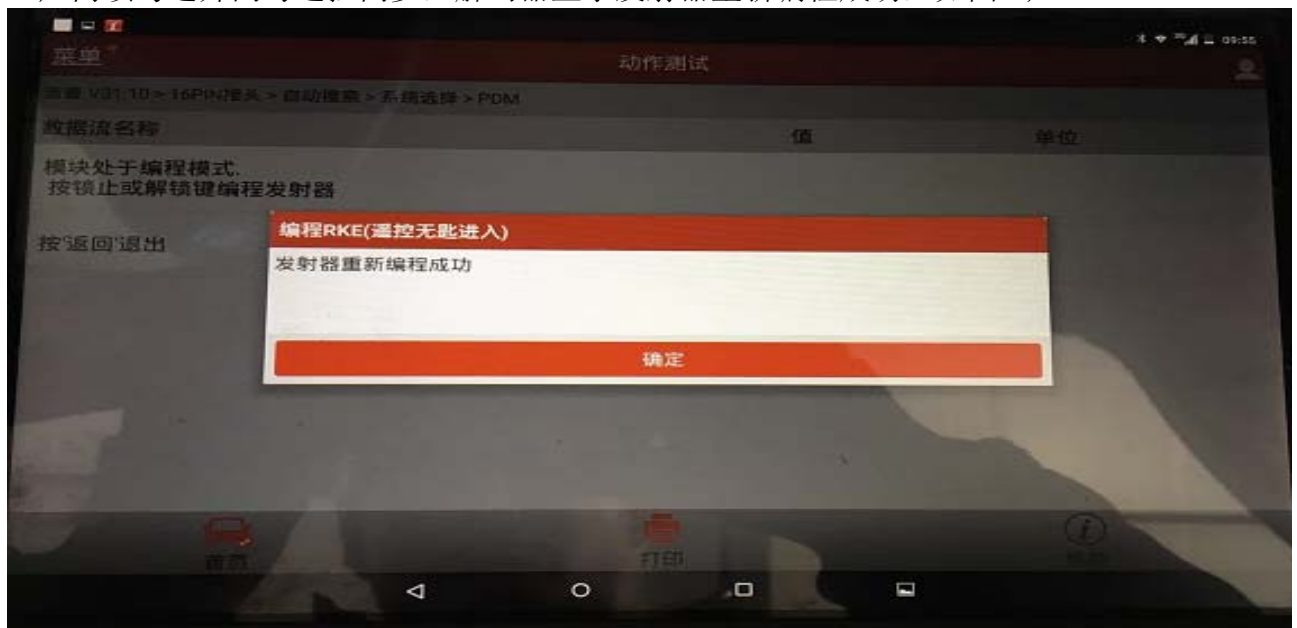 09:55
菜单
动作测试
V31.10 > 16PIN接头 > 自动搜索 > 系统选择 > PDM
数据流名称 值 单位
模块处于编程模式.
按锁止或解锁键编程发射器
编程RKE(遥控无匙进入)
按'返回'退出
发射器重新编程成功
确定
首页 打印